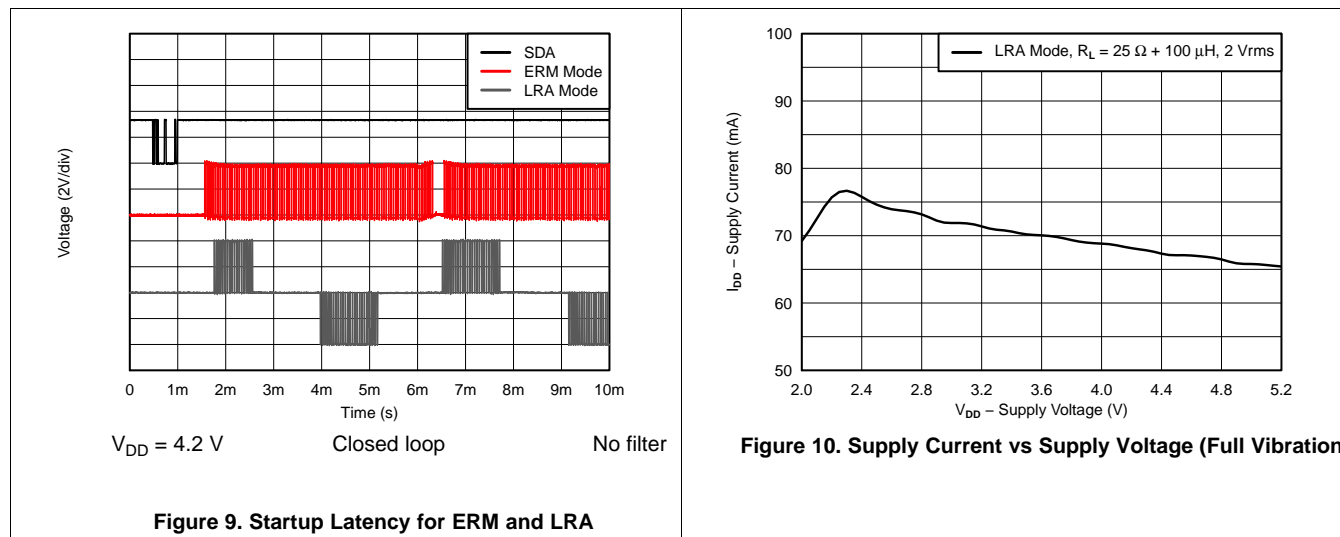 SDA
ERM Mode
LRA Mode
Voltage (2V/div)
0 1m 2m 3m 4m 5m 6m 7m 8m 9m 10m
Time (s)
V_DD = 4.2 V Closed loop No filter
Figure 9. Startup Latency for ERM and LRA
LRA Mode, R_L = 25 Ω + 100 μH, 2 Vrms
100
90
80
70
60
50
I_DD – Supply Current (mA)
2.0 2.4 2.8 3.2 3.6 4.0 4.4 4.8 5.2
V_DD – Supply Voltage (V)
Figure 10. Supply Current vs Supply Voltage (Full Vibration